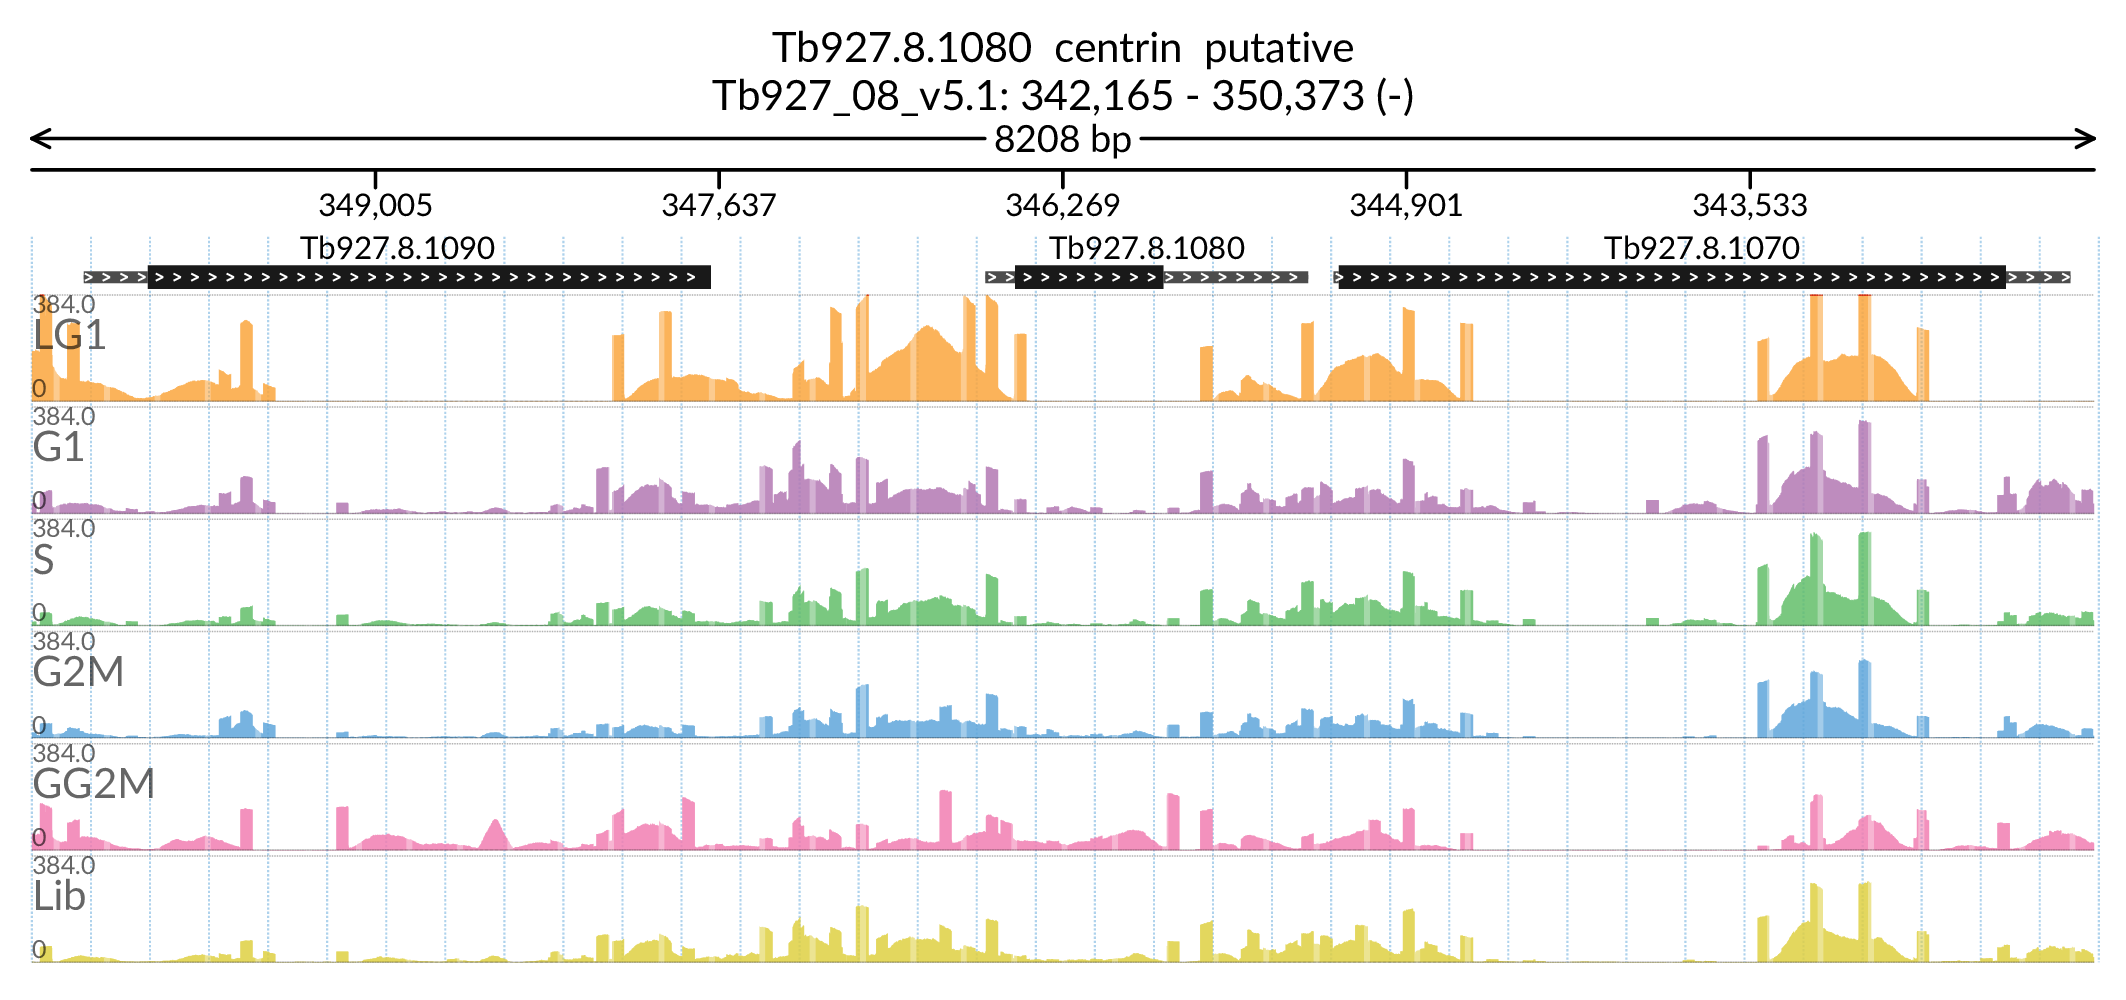 Tb927.8.1080 centrin putative
Tb927_08_v5.1: 342,165 - 350,373 (-)
8208 bp
349,005 347,637 346,269 344,901 343,533
Tb927.8.1090 Tb927.8.1080 Tb927.8.1070
384.0
LG1
0
384.0
G1
0
384.0
S
0
384.0
G2M
0
384.0
GG2M
0
384.0
Lib
0